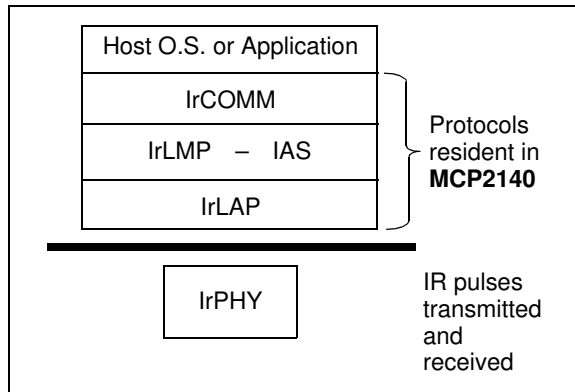 Host O.S. or Application
IrCOMM
IrLMP – IAS
IrLAP
Protocols
resident in
MCP2140
IrPHY
IR pulses
transmitted
and
received